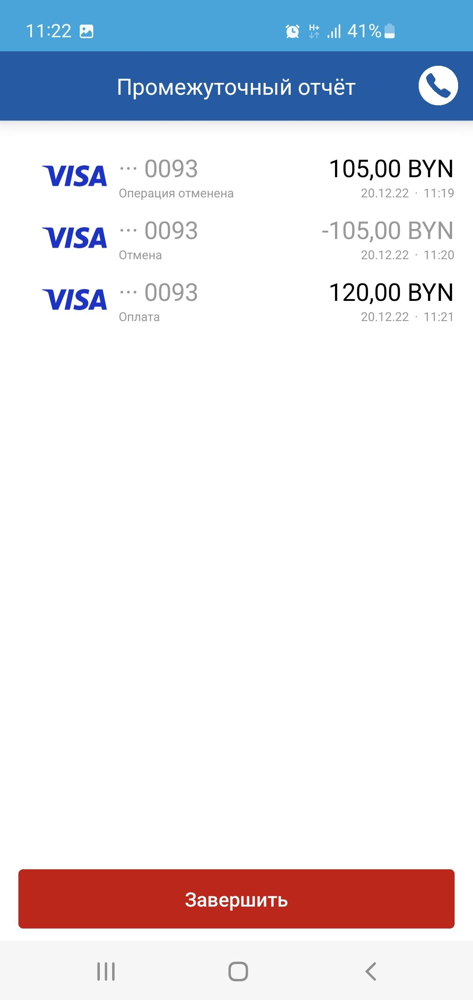 11:22 H+ 41%
Промежуточный отчёт
VISA ··· 0093 105,00 BYN
Операция отменена 20.12.22 · 11:19
VISA ··· 0093 -105,00 BYN
Отмена 20.12.22 · 11:20
VISA ··· 0093 120,00 BYN
Оплата 20.12.22 · 11:21
Завершить